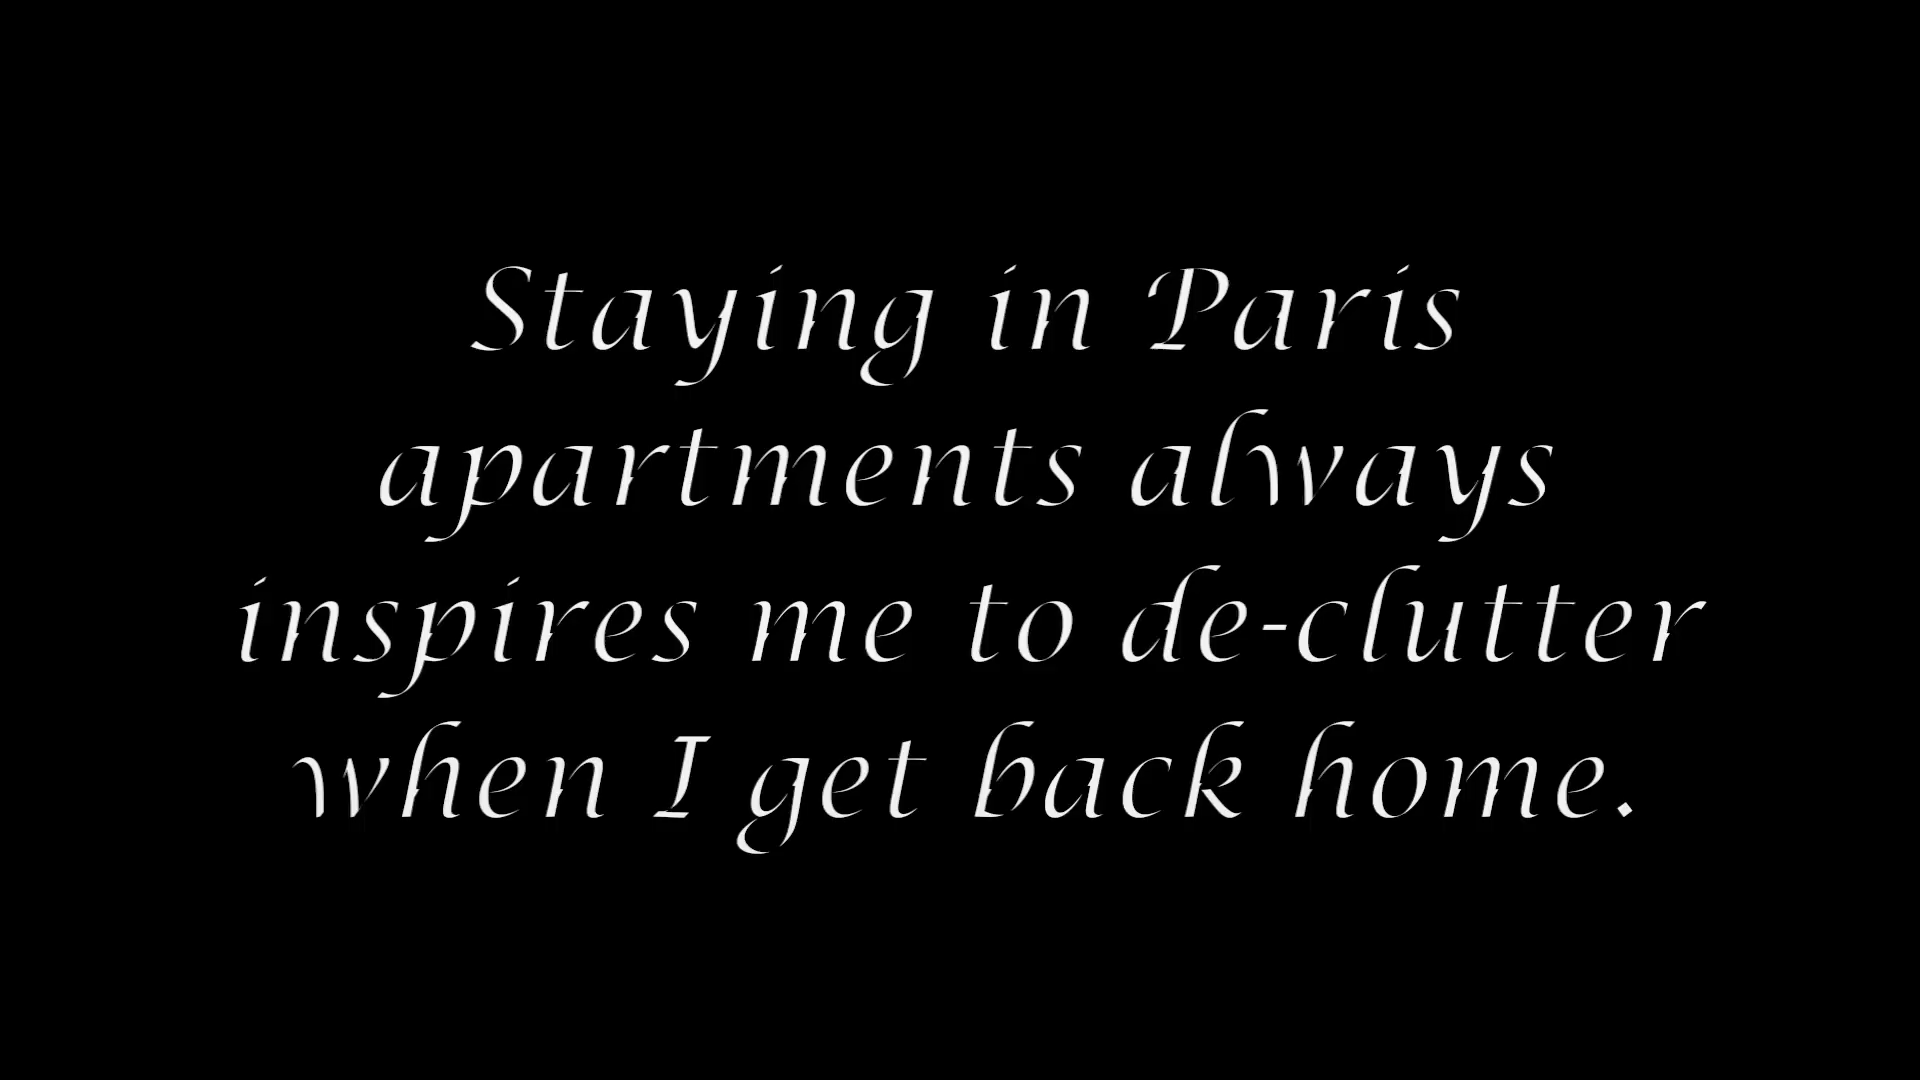 Staying in Paris
apartments always
inspires me to de-clutter
when I get back home.